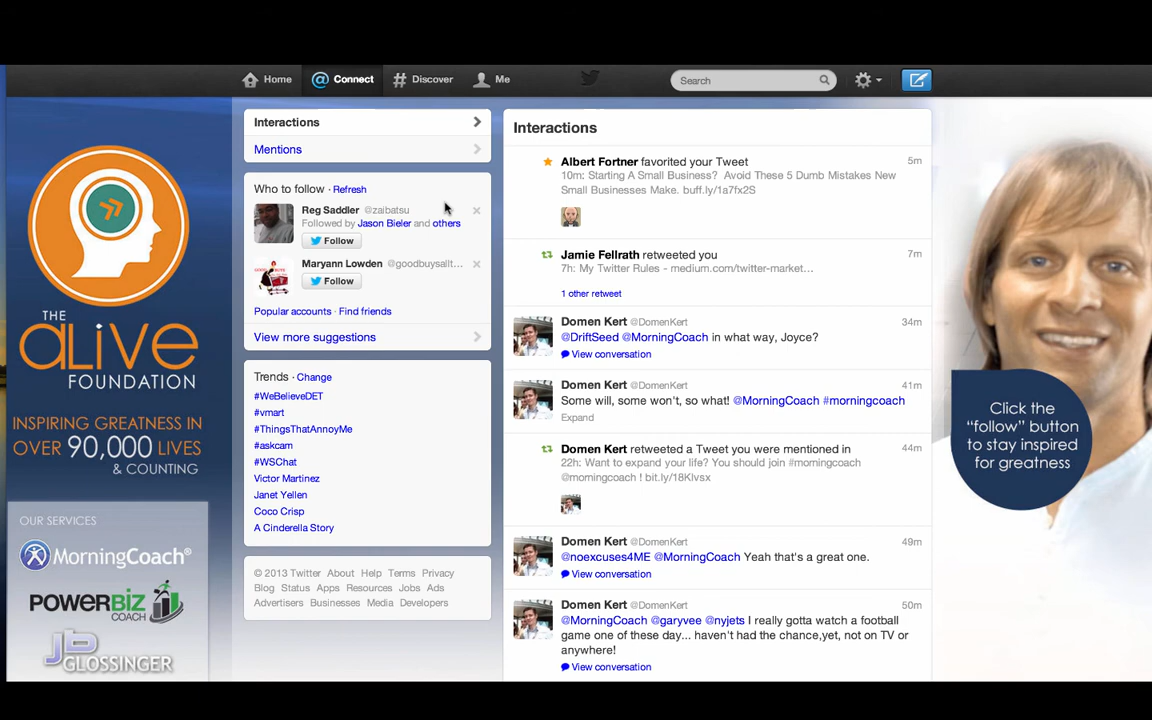 Home
Connect
Discover
Me
Search
THE
aLive
FOUNDATION
INSPIRING GREATNESS IN
OVER 90,000 LIVES
& COUNTING
OUR SERVICES
MorningCoach®
POWERBIZ
COACH
jb
GLOSSINGER
Interactions
Mentions
Who to follow · Refresh
Reg Saddler @zaibatsu
Followed by Jason Bieler and others
Follow
Maryann Lowden @goodbuysallt...
Follow
Popular accounts · Find friends
View more suggestions
Trends · Change
#WeBelieveDET
#vmart
#ThingsThatAnnoyMe
#askcam
#WSChat
Victor Martinez
Janet Yellen
Coco Crisp
A Cinderella Story
© 2013 Twitter About Help Terms Privacy
Blog Status Apps Resources Jobs Ads
Advertisers Businesses Media Developers
Interactions
Albert Fortner favorited your Tweet 5m
10m: Starting A Small Business? Avoid These 5 Dumb Mistakes New
Small Businesses Make. buff.ly/1a7fx2S
Jamie Fellrath retweeted you 7m
7h: My Twitter Rules - medium.com/twitter-market...
1 other retweet
Domen Kert @DomenKert 34m
@DriftSeed @MorningCoach in what way, Joyce?
View conversation
Domen Kert @DomenKert 41m
Some will, some won't, so what! @MorningCoach #morningcoach
Expand
Domen Kert retweeted a Tweet you were mentioned in 44m
22h: Want to expand your life? You should join #morningcoach
@morningcoach ! bit.ly/18Klvsx
Domen Kert @DomenKert 49m
@noexcuses4ME @MorningCoach Yeah that's a great one.
View conversation
Domen Kert @DomenKert 50m
@MorningCoach @garyvee @nyjets I really gotta watch a football
game one of these day... haven't had the chance,yet, not on TV or
anywhere!
View conversation
Click the
"follow" button
to stay inspired
for greatness